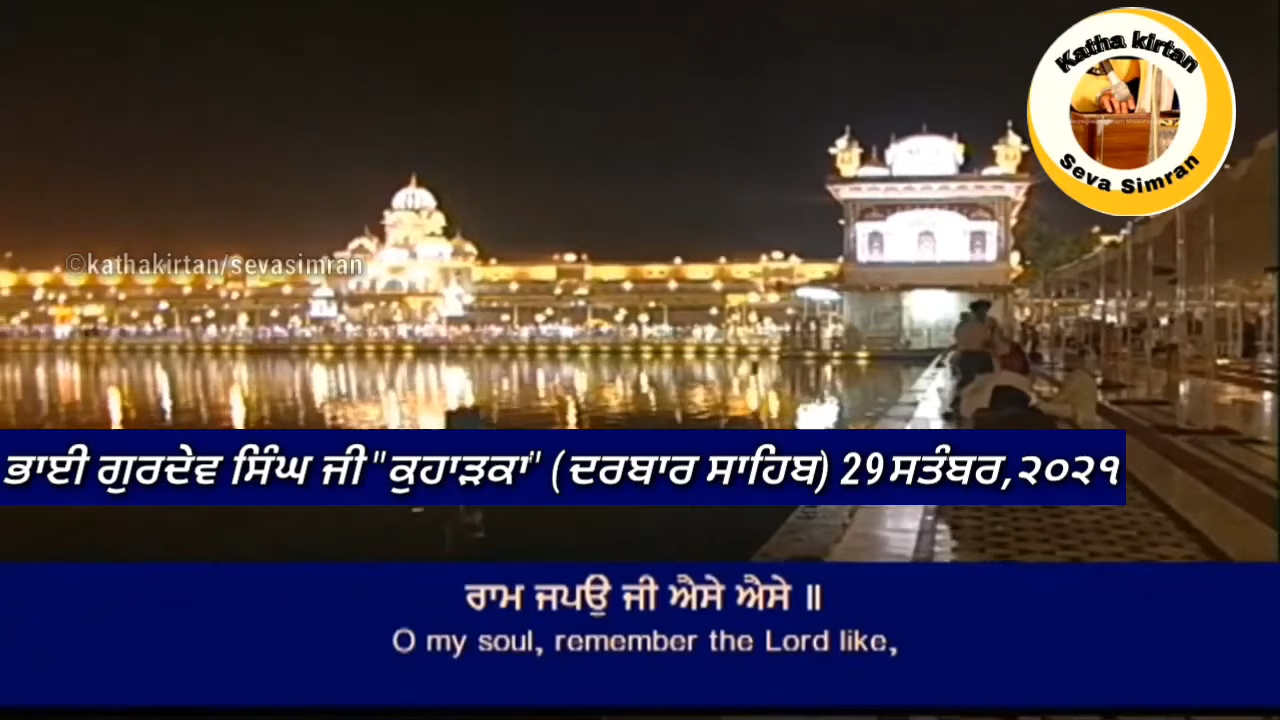 Katha kirtan
Seva Simran
©kathakirtan/sevasimran
ਭਾਈ ਗੁਰਦੇਵ ਸਿੰਘ ਜੀ "ਕੁਹਾੜਕਾ" (ਦਰਬਾਰ ਸਾਹਿਬ) 29 ਸਤੰਬਰ,੨੦੨੧
ਰਾਮ ਜਪਉ ਜੀ ਐਸੇ ਐਸੇ ॥
O my soul, remember the Lord like,